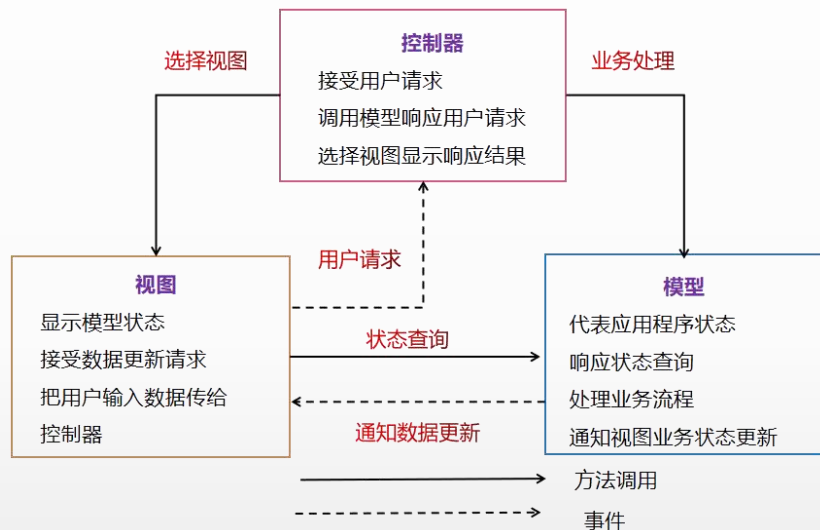 控制器
接受用户请求
调用模型响应用户请求
选择视图显示响应结果
选择视图
业务处理
用户请求
视图
显示模型状态
接受数据更新请求
把用户输入数据传给
控制器
状态查询
通知数据更新
模型
代表应用程序状态
响应状态查询
处理业务流程
通知视图业务状态更新
方法调用
事件